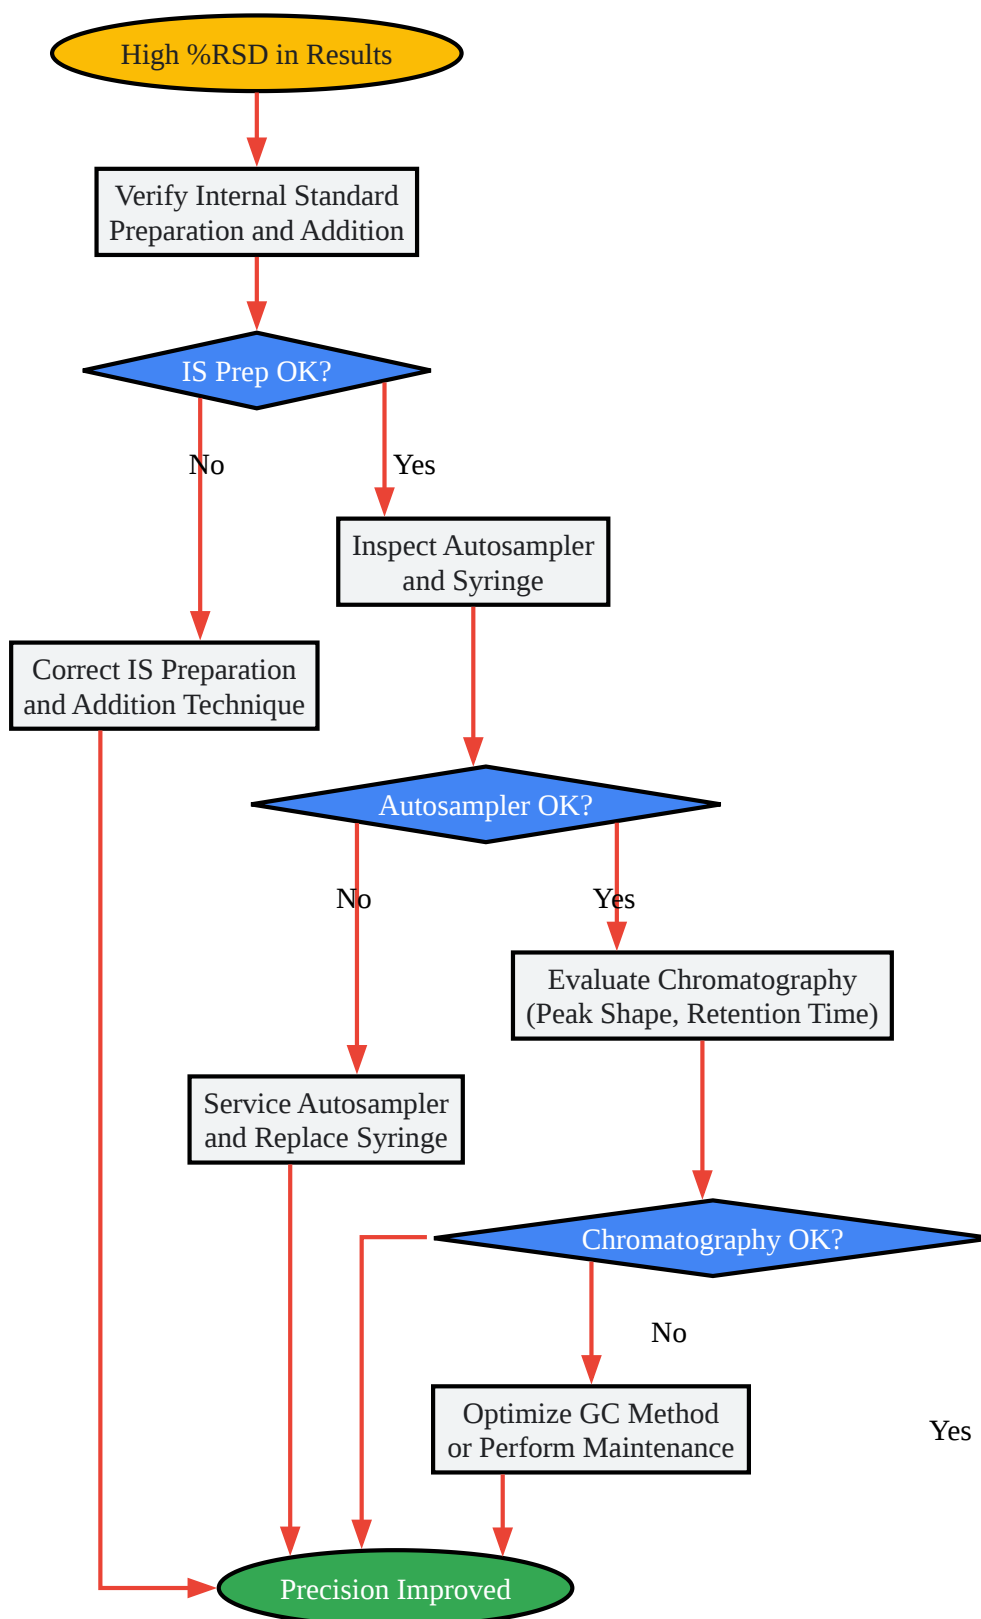 High %RSD in Results
Verify Internal Standard
Preparation and Addition
IS Prep OK?
No
Yes
Inspect Autosampler
and Syringe
Correct IS Preparation
and Addition Technique
Autosampler OK?
No
Yes
Evaluate Chromatography
(Peak Shape, Retention Time)
Service Autosampler
and Replace Syringe
Chromatography OK?
No
Optimize GC Method
or Perform Maintenance
Yes
Precision Improved